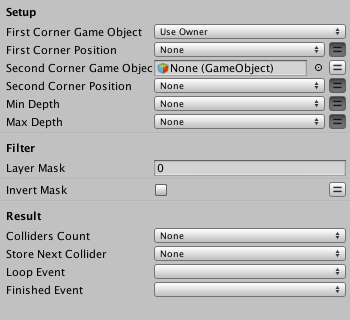 Setup
First Corner Game Object Use Owner
First Corner Position None
Second Corner Game Objec None (GameObject)
Second Corner Position None
Min Depth None
Max Depth None
Filter
Layer Mask 0
Invert Mask
Result
Colliders Count None
Store Next Collider None
Loop Event
Finished Event